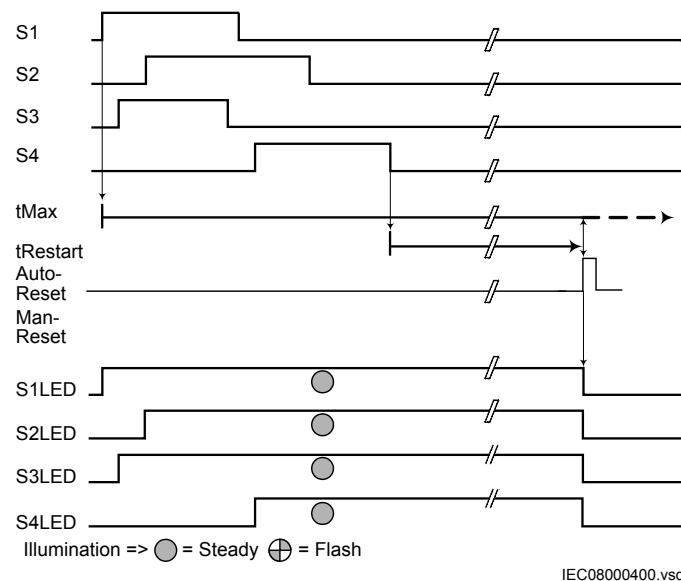 S1
S2
S3
S4
tMax
tRestart
Auto-
Reset
Man-
Reset
S1LED
S2LED
S3LED
S4LED
Illumination => = Steady = Flash
IEC08000400.vsd